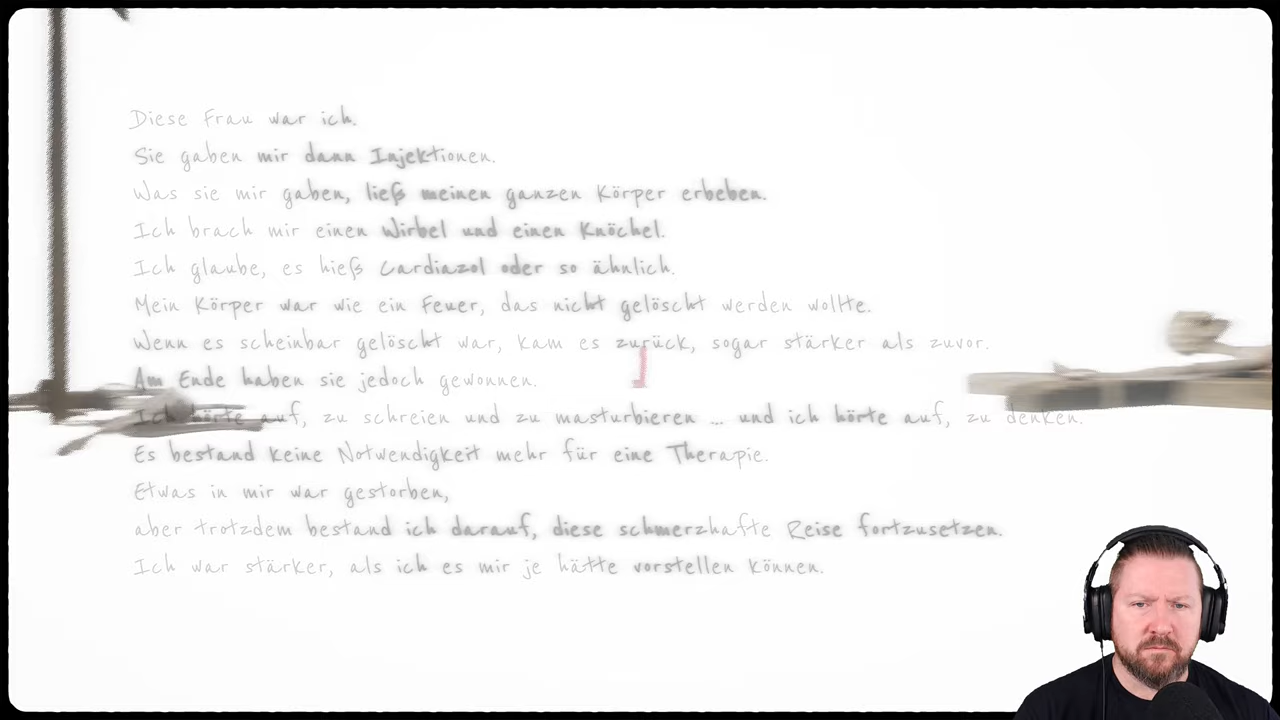 Diese Frau war ich.
Sie gaben mir dann Injektionen.
Was sie mir gaben, ließ meinen ganzen Körper erbeben.
Ich brach mir einen Wirbel und einen Knöchel.
Ich glaube, es hieß Cardiazol oder so ähnlich.
Mein Körper war wie ein Feuer, das nicht gelöscht werden wollte.
Wenn es scheinbar gelöscht war, kam es zurück, sogar stärker als zuvor.
Am Ende haben sie jedoch gewonnen.
Ich hörte auf, zu schreien und zu masturbieren ... und ich hörte auf, zu denken.
Es bestand keine Notwendigkeit mehr für eine Therapie.
Etwas in mir war gestorben,
aber trotzdem bestand ich darauf, diese schmerzhafte Reise fortzusetzen.
Ich war stärker, als ich es mir je hätte vorstellen können.